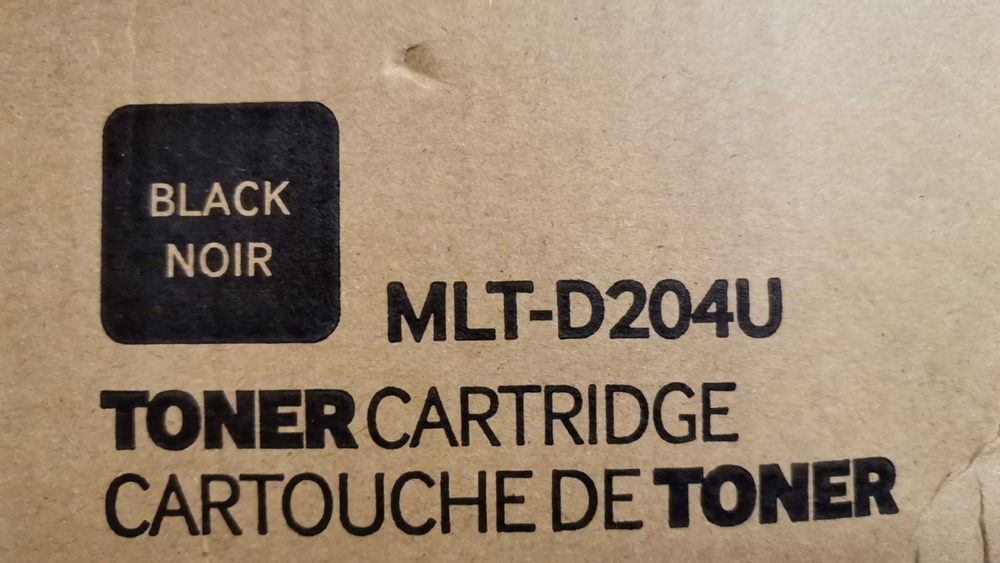 BLACK
NOIR
MLT-D204U
TONER CARTRIDGE
CARTOUCHE DE TONER